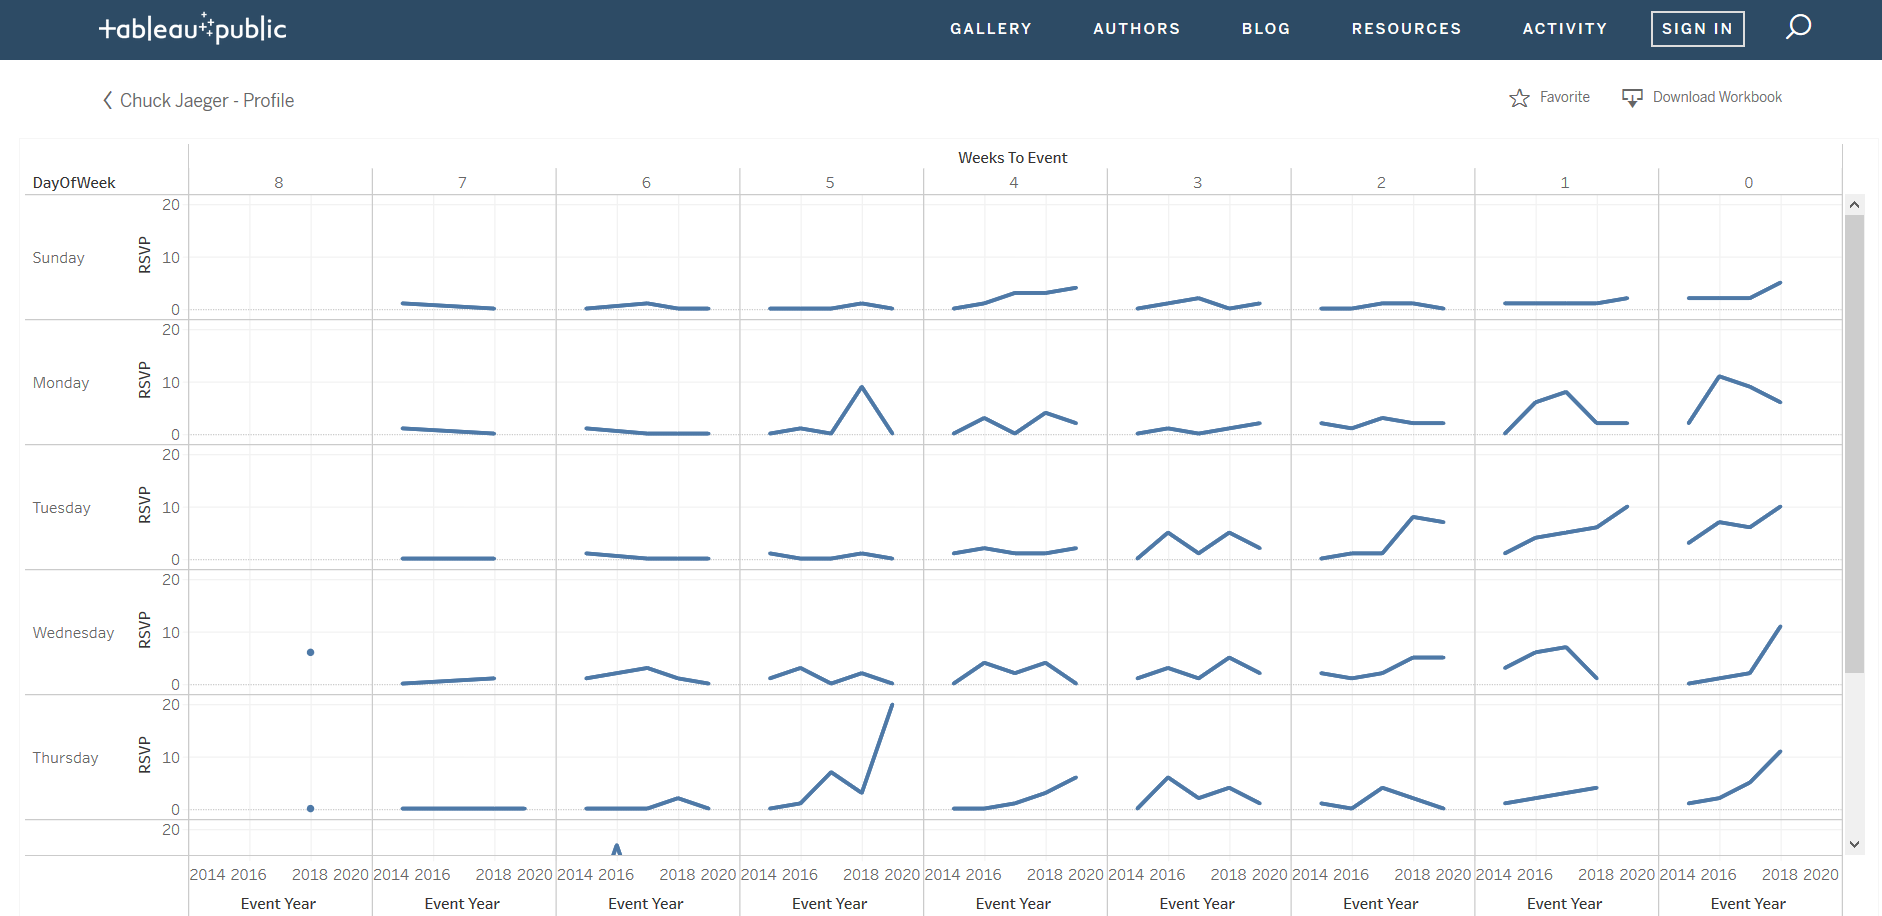 tableau public
GALLERY AUTHORS BLOG RESOURCES ACTIVITY SIGN IN
Chuck Jaeger - Profile
Favorite Download Workbook
Weeks To Event
DayOfWeek 8 7 6 5 4 3 2 1 0
Sunday RSVP 20 10 0
Monday RSVP 20 10 0
Tuesday RSVP 20 10 0
Wednesday RSVP 20 10 0
Thursday RSVP 20 10 0
20
2014 2016 2018 2020 2014 2016 2018 2020 2014 2016 2018 2020 2014 2016 2018 2020 2014 2016 2018 2020 2014 2016 2018 2020 2014 2016 2018 2020 2014 2016 2018 2020 2014 2016 2018 2020
Event Year Event Year Event Year Event Year Event Year Event Year Event Year Event Year Event Year